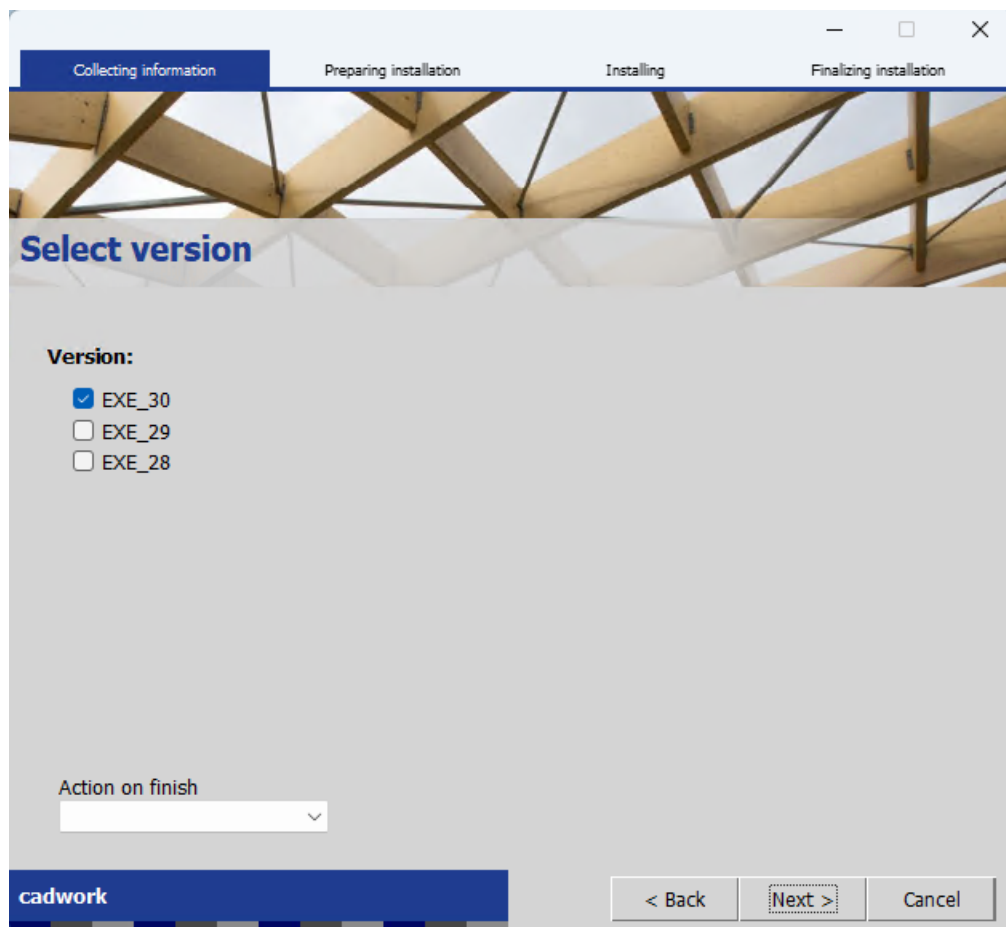 Collecting information Preparing installation Installing Finalizing installation
Select version
Version:
EXE_30
EXE_29
EXE_28
Action on finish
cadwork
< Back Next > Cancel